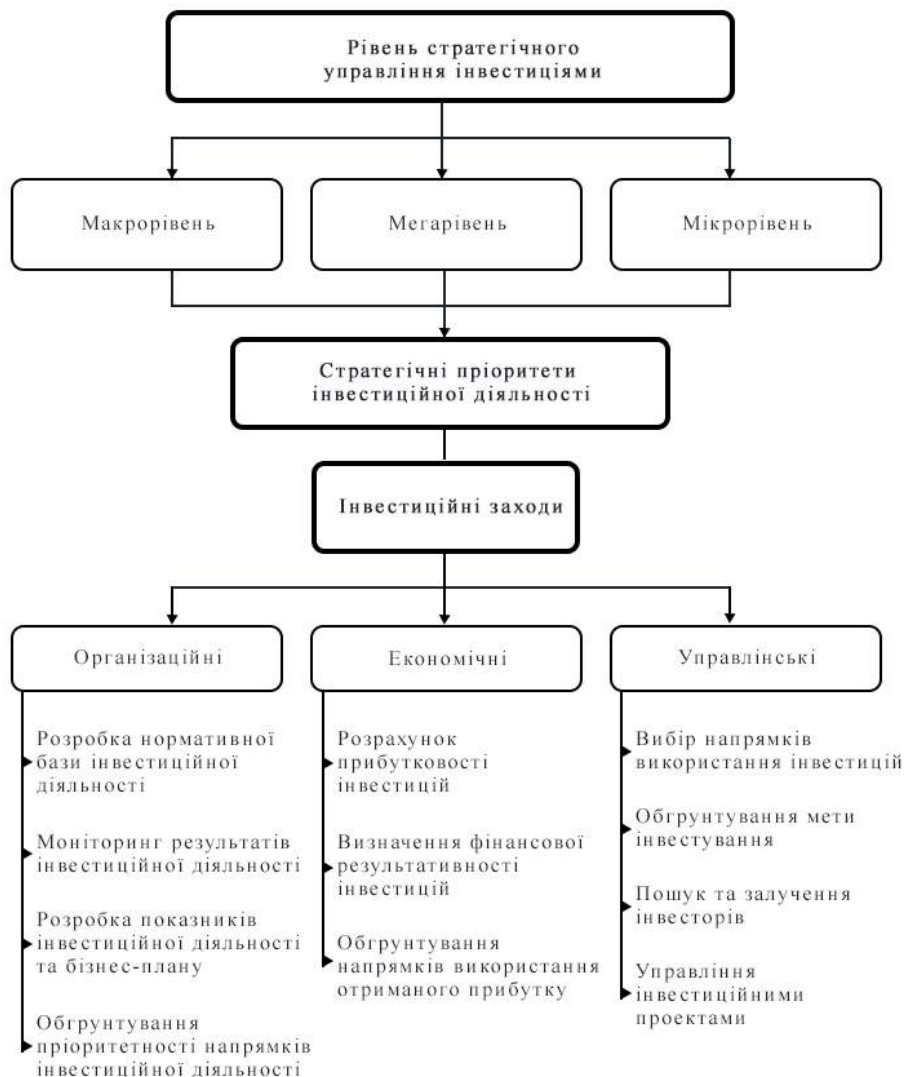 Рівень стратегічного
управління інвестиціями
Макрорівень
Мегарівень
Мікрорівень
Стратегічні пріоритети
інвестиційної діяльності
Інвестиційні заходи
Організаційні
Економічні
Управлінські
Розробка нормативної
бази інвестиційної
діяльності
Моніторинг результатів
інвестиційної діяльності
Розробка показників
інвестиційної діяльності
та бізнес-плану
Обгрунтування
пріоритетності напрямків
інвестиційної діяльності
Розрахунок
прибутковості
інвестицій
Визначення фінансової
результативності
інвестицій
Обгрунтування
напрямків використання
отриманого прибутку
Вибір напрямків
використання інвестицій
Обгрунтування мети
інвестування
Пошук та залучення
інвесторів
Управління
інвестиційними
проектами